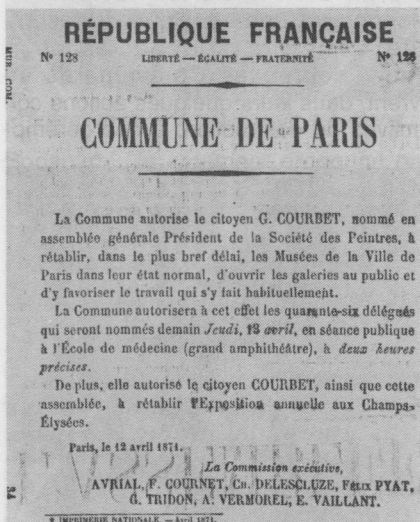 RÉPUBLIQUE FRANÇAISE
N° 128 LIBERTÉ — ÉGALITÉ — FRATERNITÉ N° 128
MUR. COM.
COMMUNE DE PARIS
La Commune autorise le citoyen G. COURBET, nommé en
assemblée générale Président de la Société des Peintres, à
rétablir, dans le plus bref délai, les Musées de la Ville de
Paris dans leur état normal, d'ouvrir les galeries au public et
d'y favoriser le travail qui s'y fait habituellement.
La Commune autorisera à cet effet les quarante-six délégués
qui seront nommés demain Jeudi, 13 avril, en séance publique
à l'École de médecine (grand amphithéâtre), à deux heures
précises.
De plus, elle autorise le citoyen COURBET, ainsi que cette
assemblée, à rétablir l'Exposition annuelle aux Champs-
Élysées.
Paris, le 12 avril 1871.
La Commission exécutive,
AVRIAL, F. COURNET, CH. DELESCLUZE, FÉLIX PYAT,
G. TRIDON, A. VERMOREL, E. VAILLANT.
34
IMPRIMERIE NATIONALE — Avril 1871.